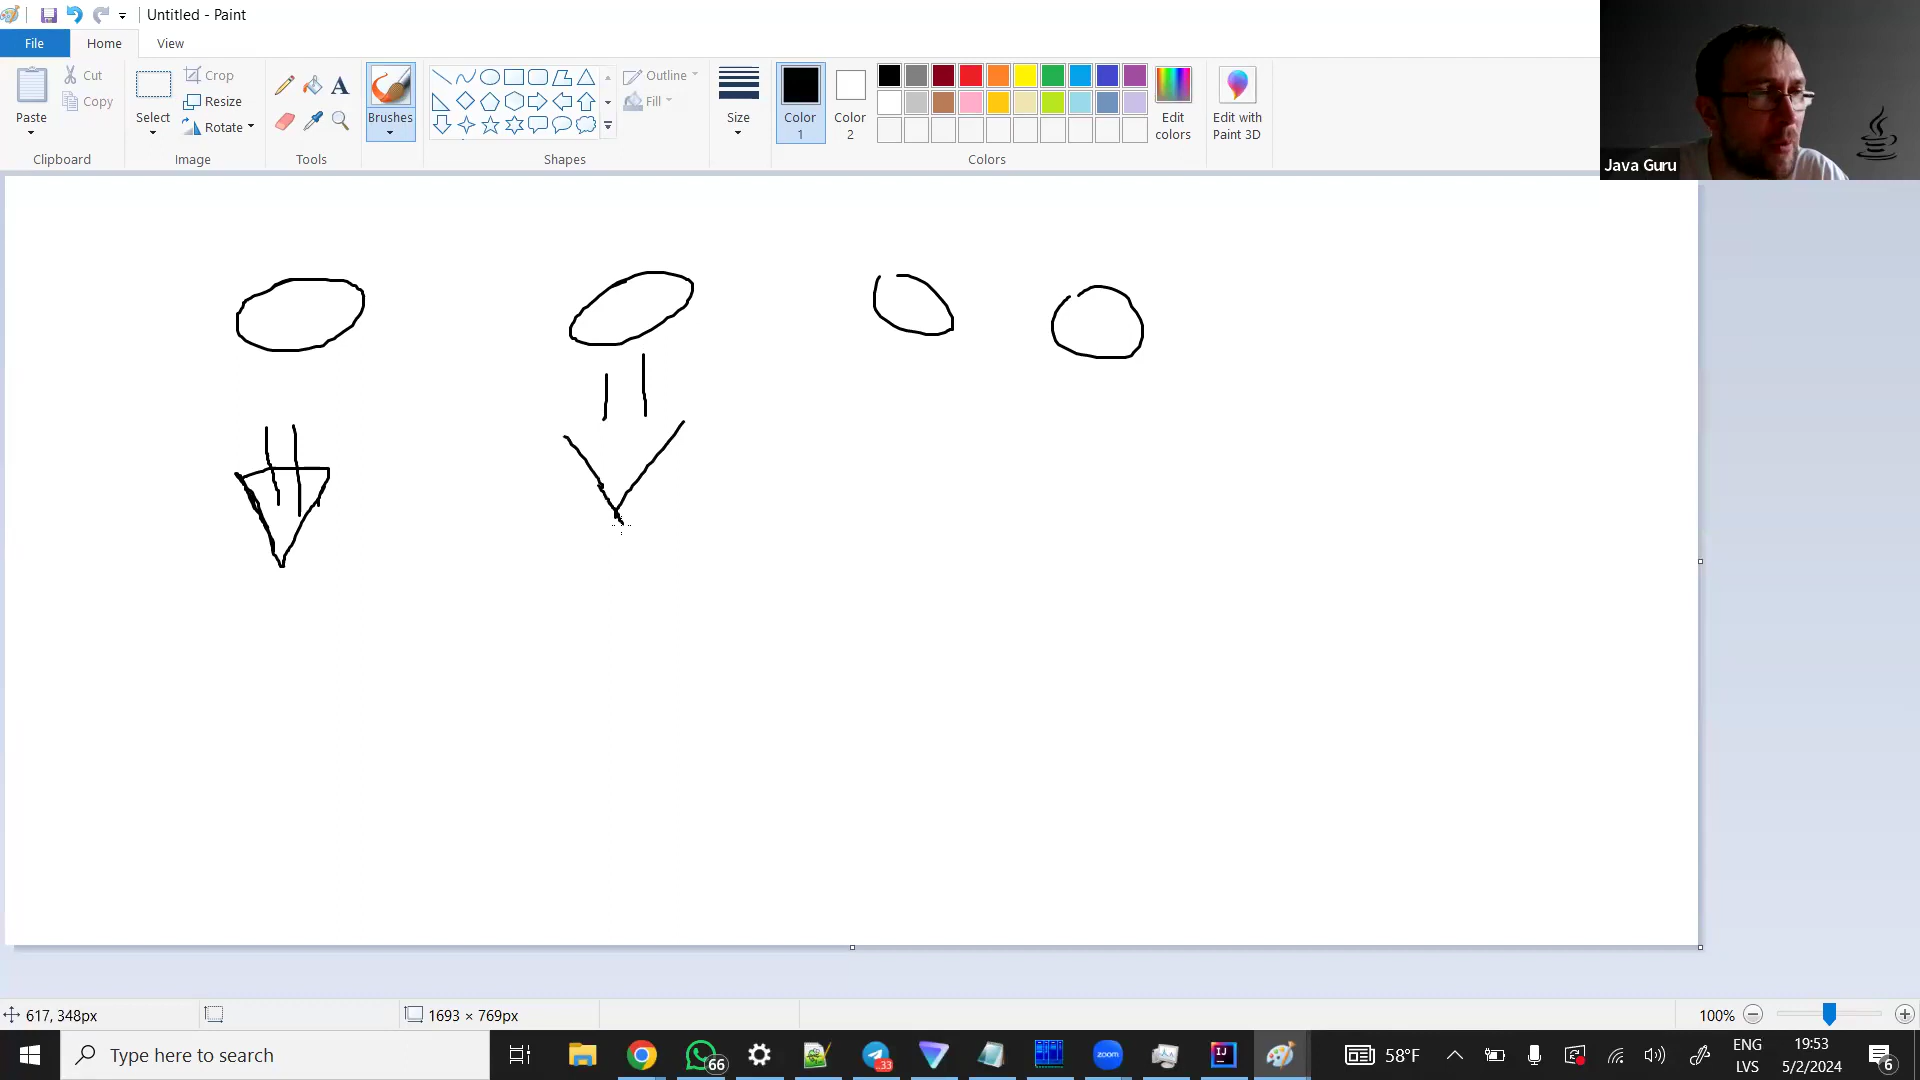 Untitled - Paint
File Home View
Paste
Cut
Copy
Clipboard
Select
Crop
Resize
Rotate
Image
A
Tools
Brushes
Outline
Fill
Shapes
Size
Color 1
Color 2
Edit colors
Colors
Edit with Paint 3D
Java Guru
617, 348px
1693 × 769px
100%
Type here to search
66
33
zoom
IJ
58°F
ENG
LVS
19:53
5/2/2024
6